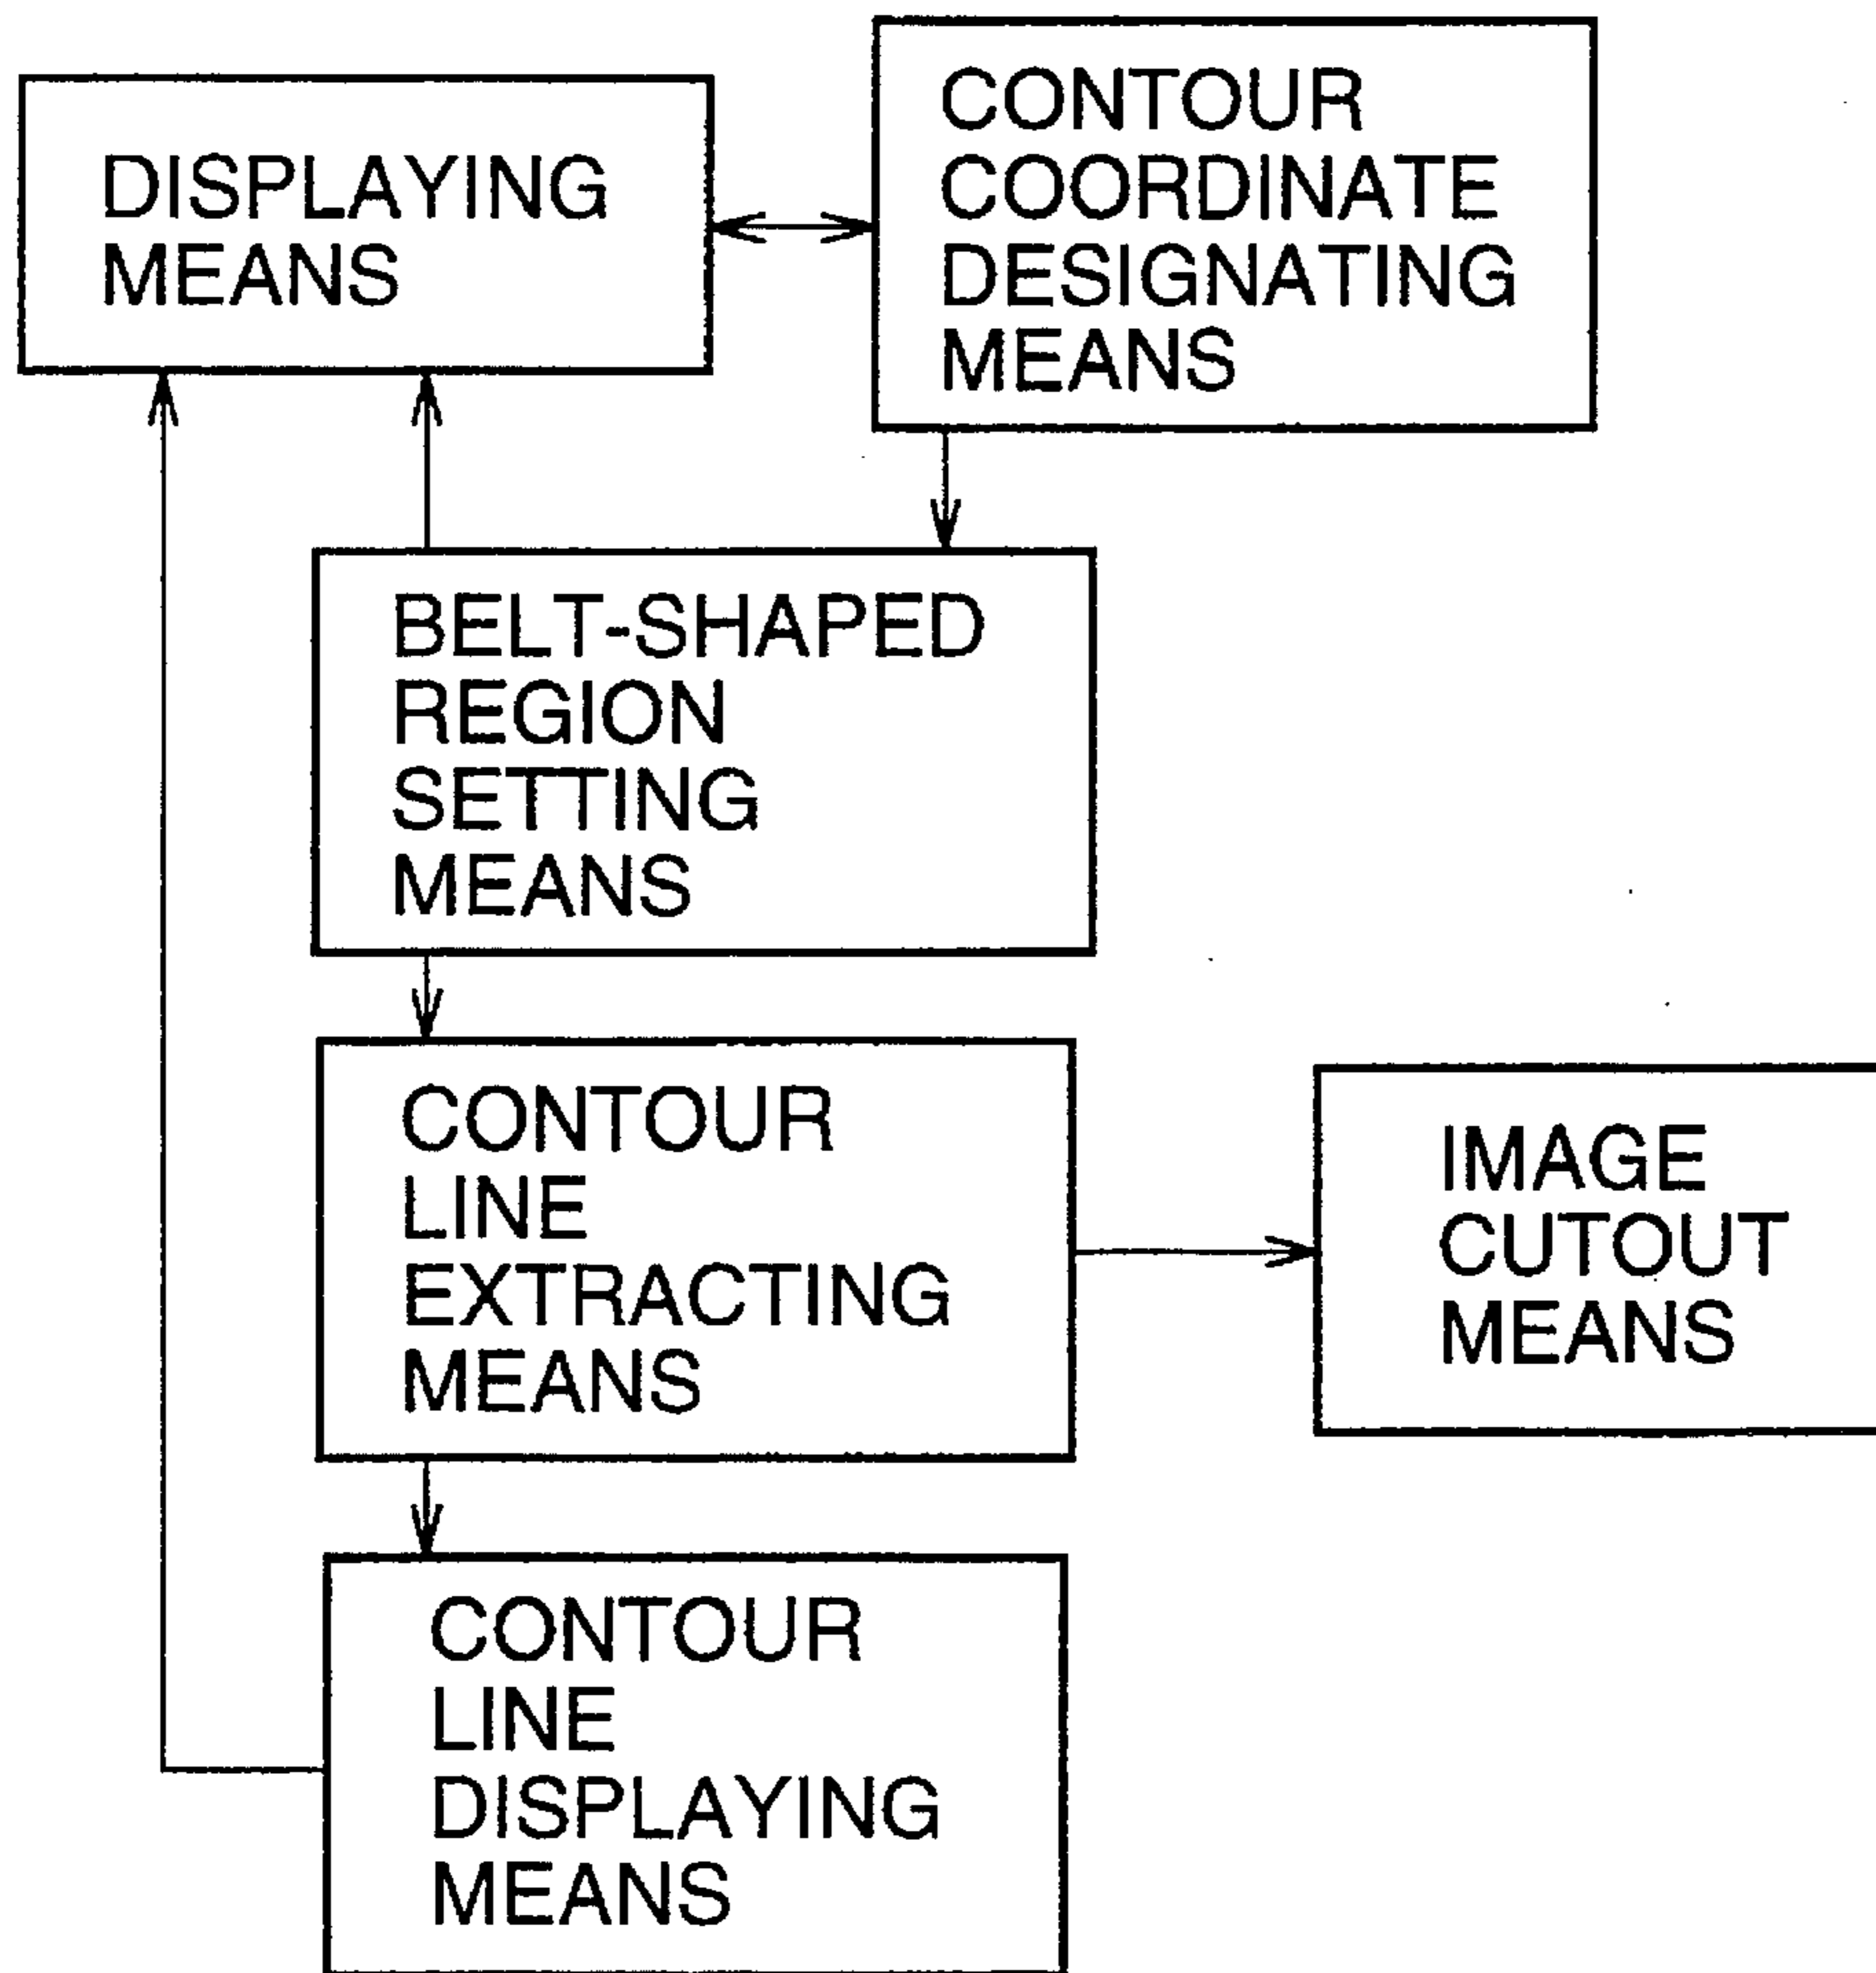 DISPLAYING
MEANS
CONTOUR
COORDINATE
DESIGNATING
MEANS
BELT-SHAPED
REGION
SETTING
MEANS
CONTOUR
LINE
EXTRACTING
MEANS
IMAGE
CUTOUT
MEANS
CONTOUR
LINE
DISPLAYING
MEANS